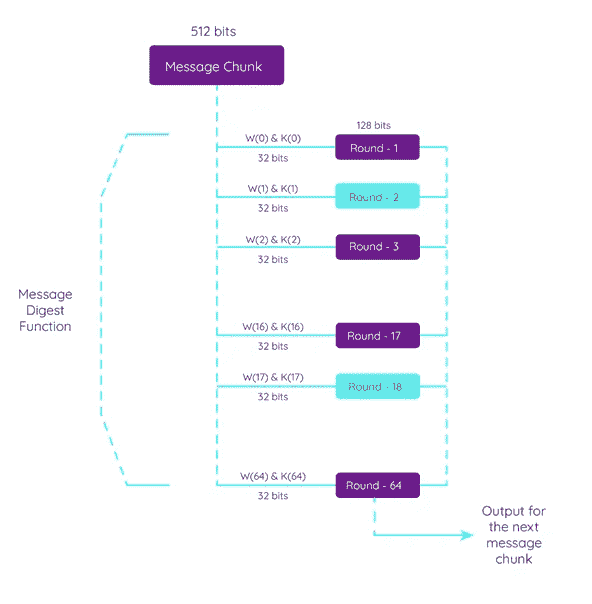 512 bits
Message Chunk
128 bits
W(0) & K(0)
32 bits
Round - 1
W(1) & K(1)
32 bits
Round - 2
W(2) & K(2)
32 bits
Round - 3
Message
Digest
Function
W(16) & K(16)
32 bits
Round - 17
W(17) & K(17)
32 bits
Round - 18
W(64) & K(64)
32 bits
Round - 64
Output for
the next
message
chunk